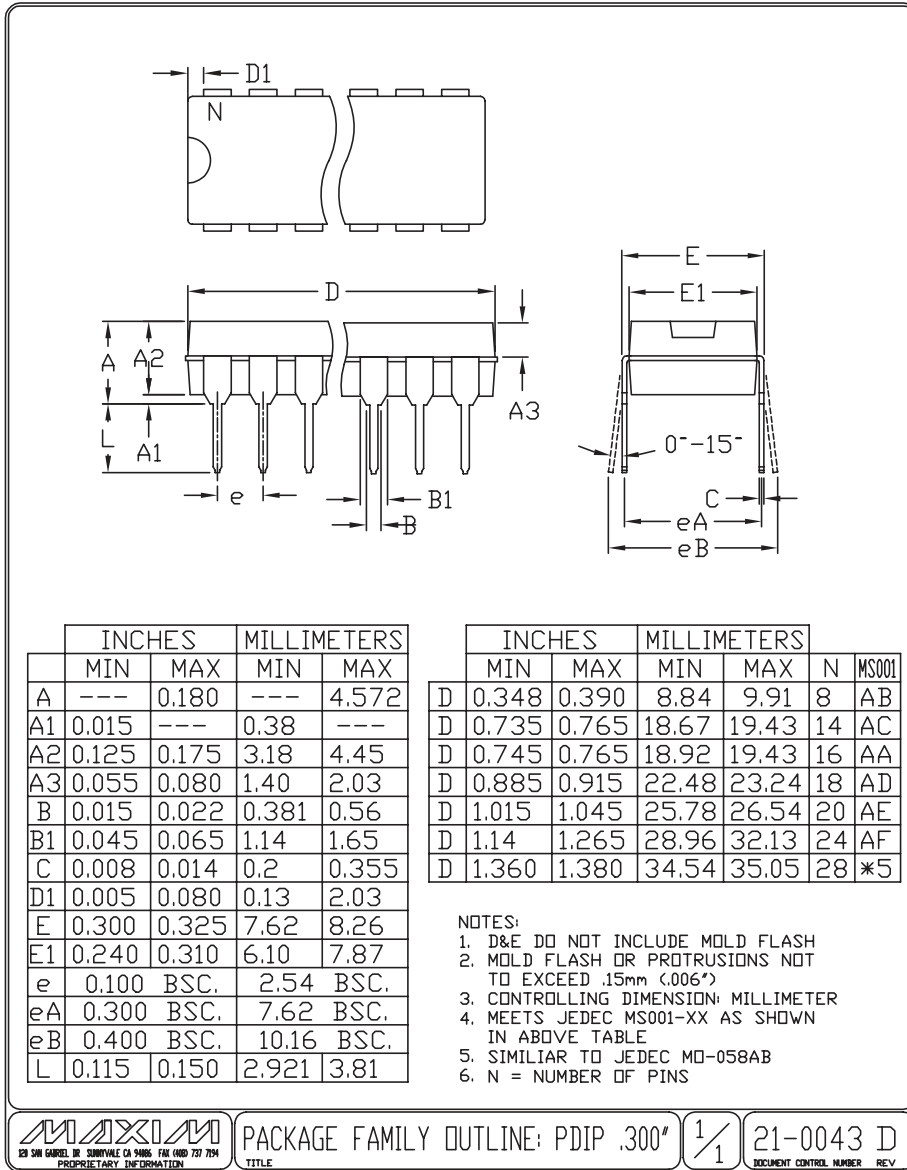 D1
N
D
E
E1
A
A2
A3
L
A1
0°-15°
e
B1
B
C
eA
eB
INCHES MILLIMETERS
MIN MAX MIN MAX
A --- 0.180 --- 4.572
A1 0.015 --- 0.38 ---
A2 0.125 0.175 3.18 4.45
A3 0.055 0.080 1.40 2.03
B 0.015 0.022 0.381 0.56
B1 0.045 0.065 1.14 1.65
C 0.008 0.014 0.2 0.355
D1 0.005 0.080 0.13 2.03
E 0.300 0.325 7.62 8.26
E1 0.240 0.310 6.10 7.87
e 0.100 BSC. 2.54 BSC.
eA 0.300 BSC. 7.62 BSC.
eB 0.400 BSC. 10.16 BSC.
L 0.115 0.150 2.921 3.81
INCHES MILLIMETERS
MIN MAX MIN MAX N MS001
D 0.348 0.390 8.84 9.91 8 AB
D 0.735 0.765 18.67 19.43 14 AC
D 0.745 0.765 18.92 19.43 16 AA
D 0.885 0.915 22.48 23.24 18 AD
D 1.015 1.045 25.78 26.54 20 AE
D 1.14 1.265 28.96 32.13 24 AF
D 1.360 1.380 34.54 35.05 28 *5
NOTES:
1. D&E DO NOT INCLUDE MOLD FLASH
2. MOLD FLASH OR PROTRUSIONS NOT
TO EXCEED .15mm (.006")
3. CONTROLLING DIMENSION: MILLIMETER
4. MEETS JEDEC MS001-XX AS SHOWN
IN ABOVE TABLE
5. SIMILIAR TO JEDEC MO-058AB
6. N = NUMBER OF PINS
MAXIM
120 SAN GABRIEL DR SUNNYVALE CA 94086 FAX (408) 737 7194
PROPRIETARY INFORMATION
PACKAGE FAMILY OUTLINE: PDIP .300"
TITLE
1/1
21-0043 D
DOCUMENT CONTROL NUMBER REV